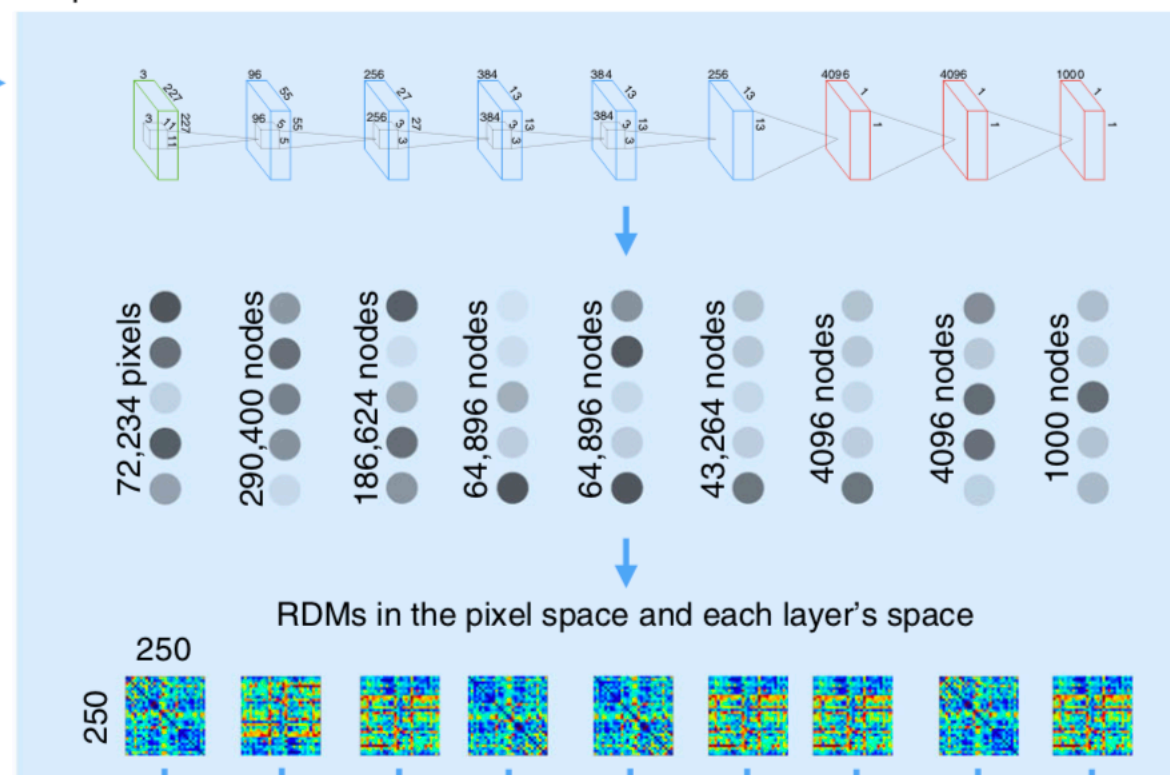 3 96 256 384 384 256 4096 4096 1000
227 55 27 13 13 13 1 1 1
227 55 27 13 13 13 1 1 1
3 11 96 5 256 3 384 3 384 3
11 5 3 3 3
72,234 pixels
290,400 nodes
186,624 nodes
64,896 nodes
64,896 nodes
43,264 nodes
4096 nodes
4096 nodes
1000 nodes
RDMs in the pixel space and each layer's space
250
250